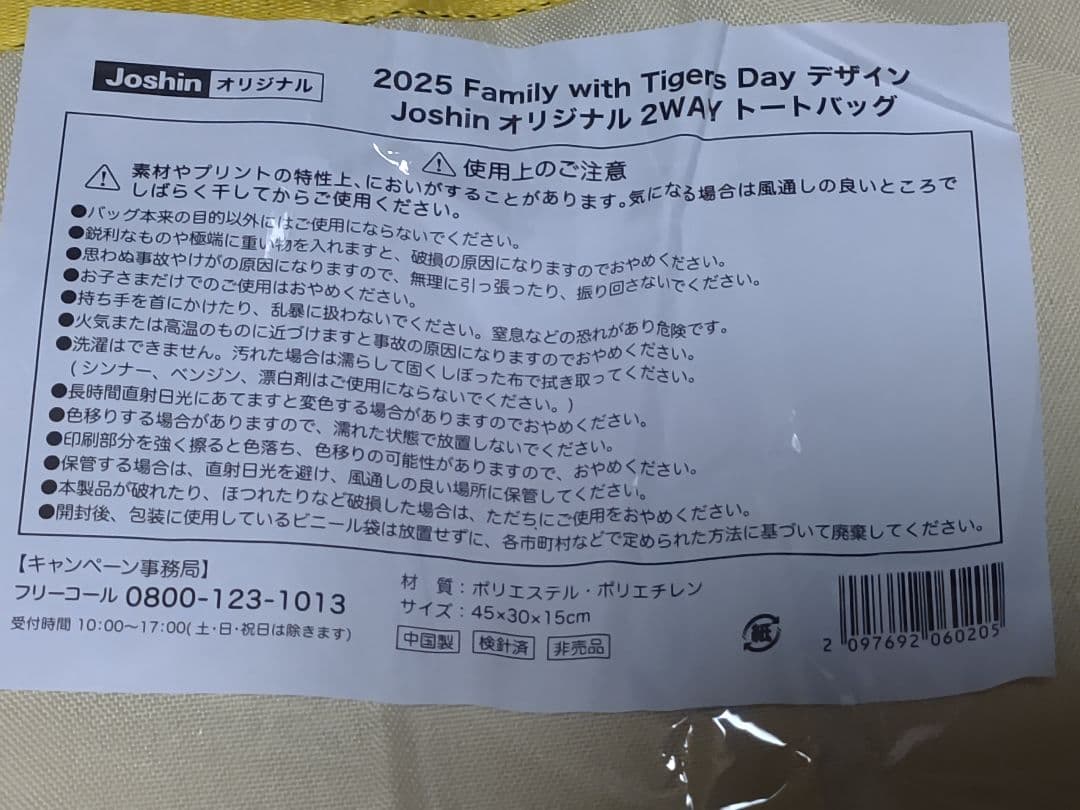 Joshin オリジナル
2025 Family with Tigers Day デザイン
Joshin オリジナル 2WAY トートバッグ
⚠ 使用上のご注意
⚠ 素材やプリントの特性上、においがすることがあります。気になる場合は風通しの良いところで
しばらく干してからご使用ください。
●バッグ本来の目的以外にはご使用にならないでください。
●鋭利なものや極端に重い物を入れますと、破損の原因になりますのでおやめください。
●思わぬ事故やけがの原因になりますので、無理に引っ張ったり、振り回さないでください。
●お子さまだけでのご使用はおやめください。
●持ち手を首にかけたり、乱暴に扱わないでください。窒息などの恐れがあり危険です。
●火気または高温のものに近づけますと事故の原因になりますのでおやめください。
●洗濯はできません。汚れた場合は濡らして固くしぼった布で拭き取ってください。
(シンナー、ベンジン、漂白剤はご使用にならないでください。)
●長時間直射日光にあてますと変色する場合がありますのでおやめください。
●色移りする場合がありますので、濡れた状態で放置しないでください。
●印刷部分を強く擦ると色落ち、色移りの可能性がありますので、おやめください。
●保管する場合は、直射日光を避け、風通しの良い場所に保管してください。
●本製品が破れたり、ほつれたりなど破損した場合は、ただちにご使用をおやめください。
●開封後、包装に使用しているビニール袋は放置せずに、各市町村などで定められた方法に基づいて廃棄してください。
【キャンペーン事務局】
フリーコール 0800-123-1013
受付時間 10:00〜17:00(土・日・祝日は除きます)
材 質：ポリエステル・ポリエチレン
サイズ：45×30×15cm
中国製 検針済 非売品
紙
2 097692 060205